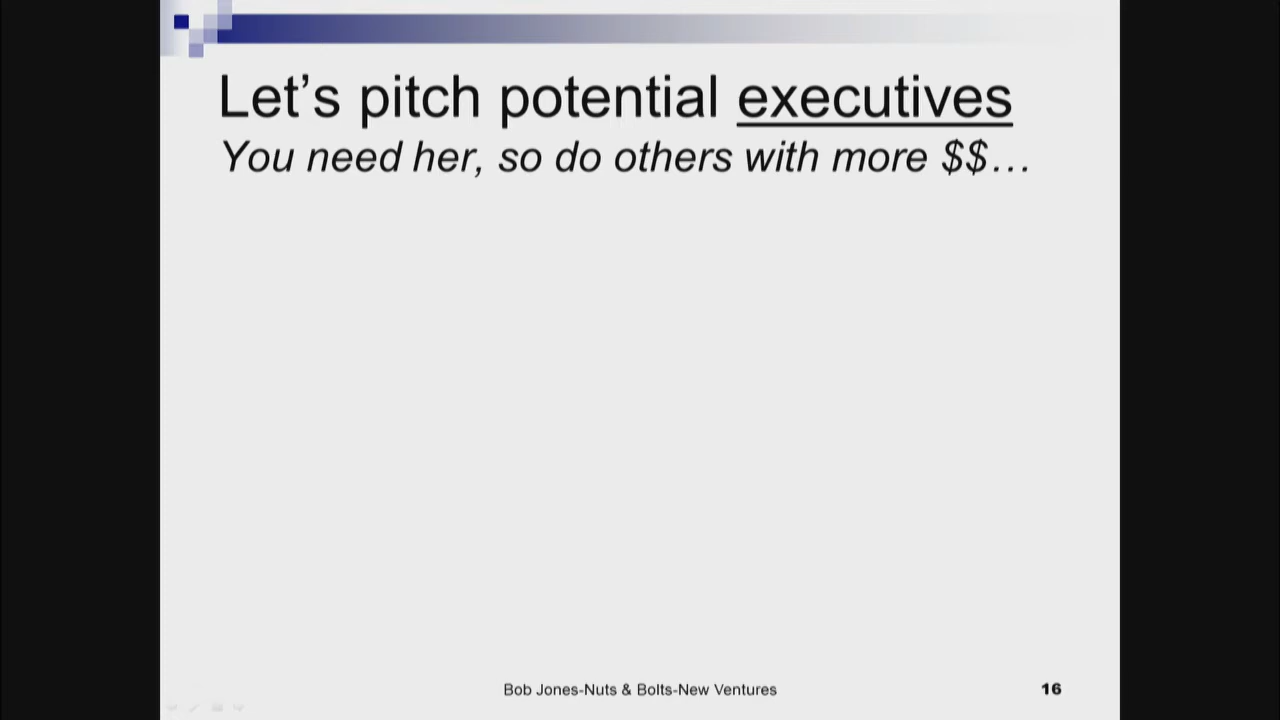 Let's pitch potential executives
You need her, so do others with more $$…
Bob Jones-Nuts & Bolts-New Ventures
16